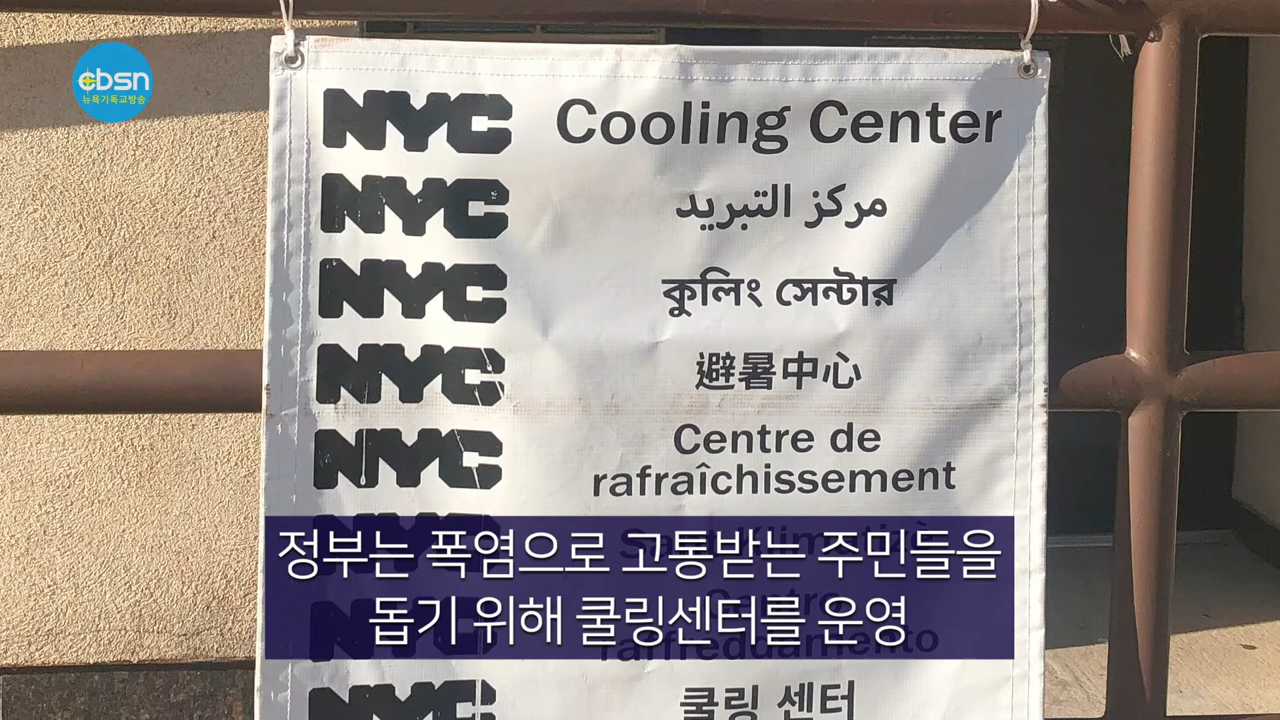 cbsn
뉴욕기독교방송
NYC Cooling Center
NYC مركز التبريد
NYC কুলিং সেন্টার
NYC 避暑中心
NYC Centre de
rafraîchissement
정부는 폭염으로 고통받는 주민들을
돕기 위해 쿨링센터를 운영
NYC 쿨링 센터